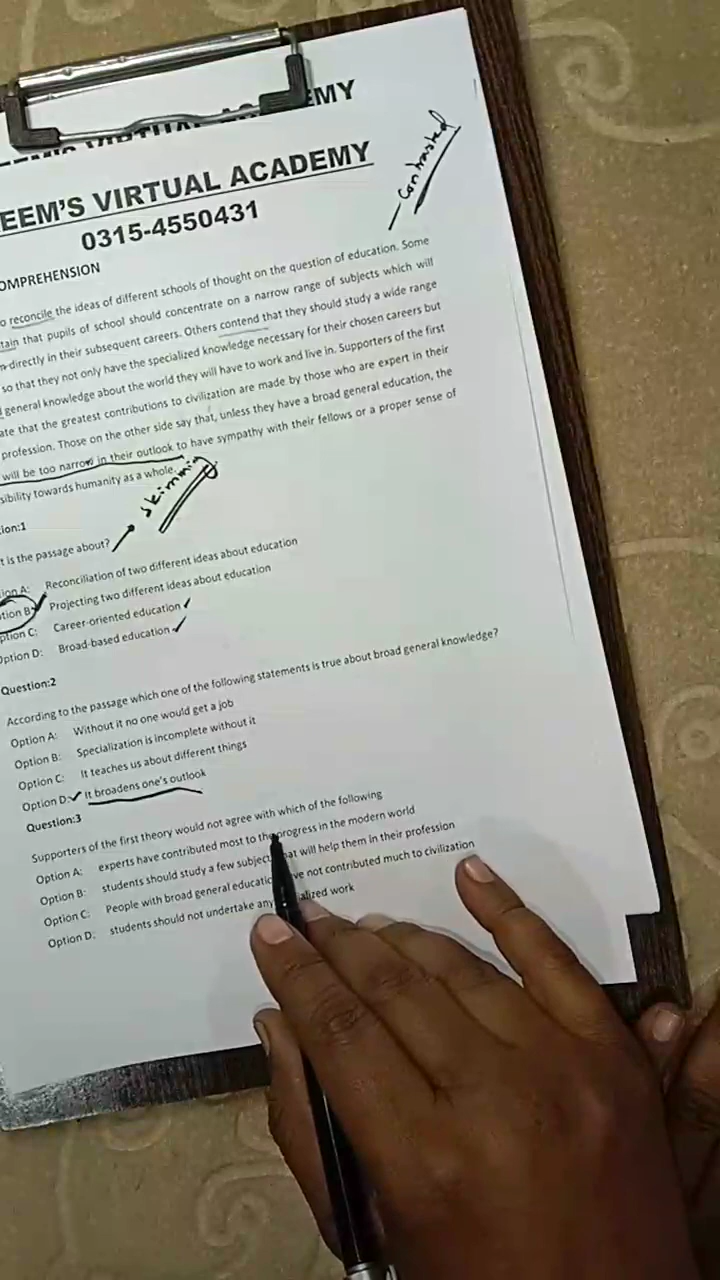 EMY
EEM'S VIRTUAL ACADEMY
0315-4550431
Contrasted
OMPREHENSION
o reconcile the ideas of different schools of thought on the question of education. Some
tain that pupils of school should concentrate on a narrow range of subjects which will
directly in their subsequent careers. Others contend that they should study a wide range
so that they not only have the specialized knowledge necessary for their chosen careers but
general knowledge about the world they will have to work and live in. Supporters of the first
ate that the greatest contributions to civilization are made by those who are expert in their
profession. Those on the other side say that, unless they have a broad general education, the
will be too narrow in their outlook to have sympathy with their fellows or a proper sense of
sibility towards humanity as a whole.
skimming
ion:1
t is the passage about?
ion A: Reconciliation of two different ideas about education
tion B: Projecting two different ideas about education
ption C: Career-oriented education
Option D: Broad-based education
Question:2
According to the passage which one of the following statements is true about broad general knowledge?
Option A: Without it no one would get a job
Option B: Specialization is incomplete without it
Option C: It teaches us about different things
Option D: It broadens one's outlook
Question:3
Supporters of the first theory would not agree with which of the following
Option A: experts have contributed most to the progress in the modern world
Option B: students should study a few subject hat will help them in their profession
Option C: People with broad general educatio ve not contributed much to civilization
Option D: students should not undertake any ialized work